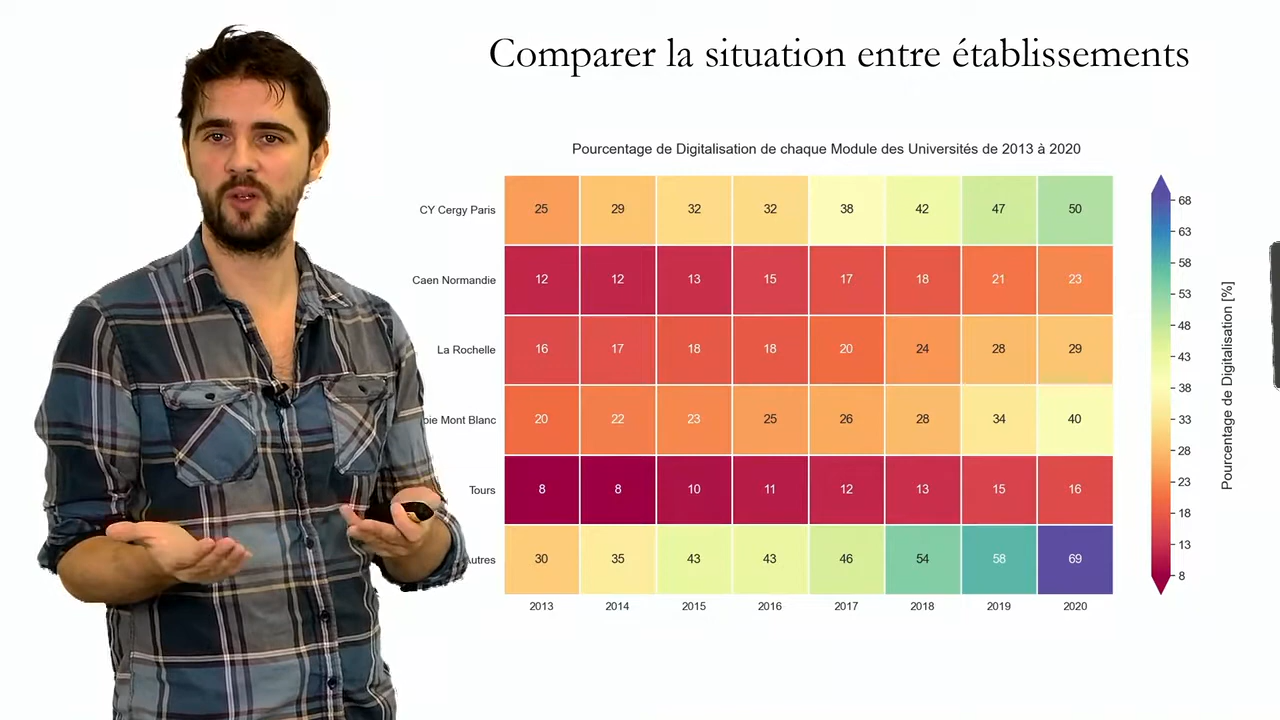 Comparer la situation entre établissements
Pourcentage de Digitalisation de chaque Module des Universités de 2013 à 2020
CY Cergy Paris 25 29 32 32 38 42 47 50
Caen Normandie 12 12 13 15 17 18 21 23
La Rochelle 16 17 18 18 20 24 28 29
Mont Blanc 20 22 23 25 26 28 34 40
Tours 8 8 10 11 12 13 15 16
Autres 30 35 43 43 46 54 58 69
2013 2014 2015 2016 2017 2018 2019 2020
68
63
58
53
48
43
38
33
28
23
18
13
8
Pourcentage de Digitalisation [%]